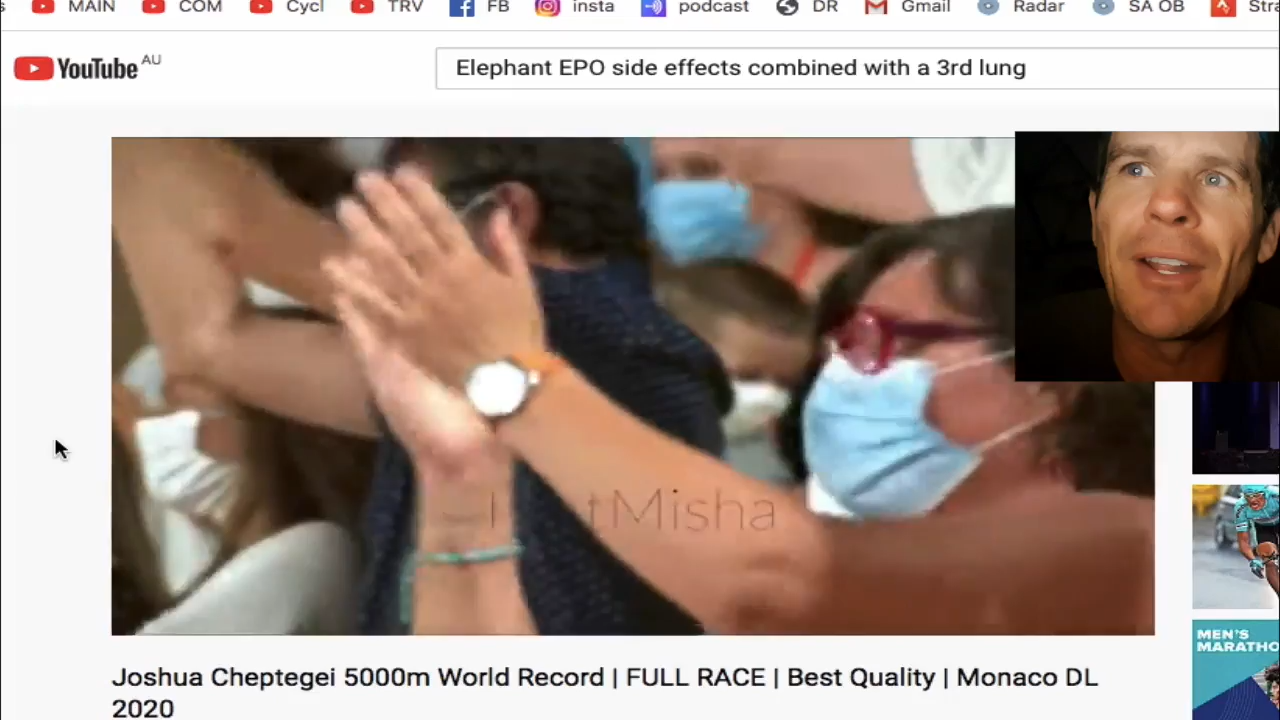 MAIN COM Cycl TRV FB insta podcast DR Gmail Radar SA OB
YouTube AU
Elephant EPO side effects combined with a 3rd lung
Joshua Cheptegei 5000m World Record | FULL RACE | Best Quality | Monaco DL
2020
MEN'S